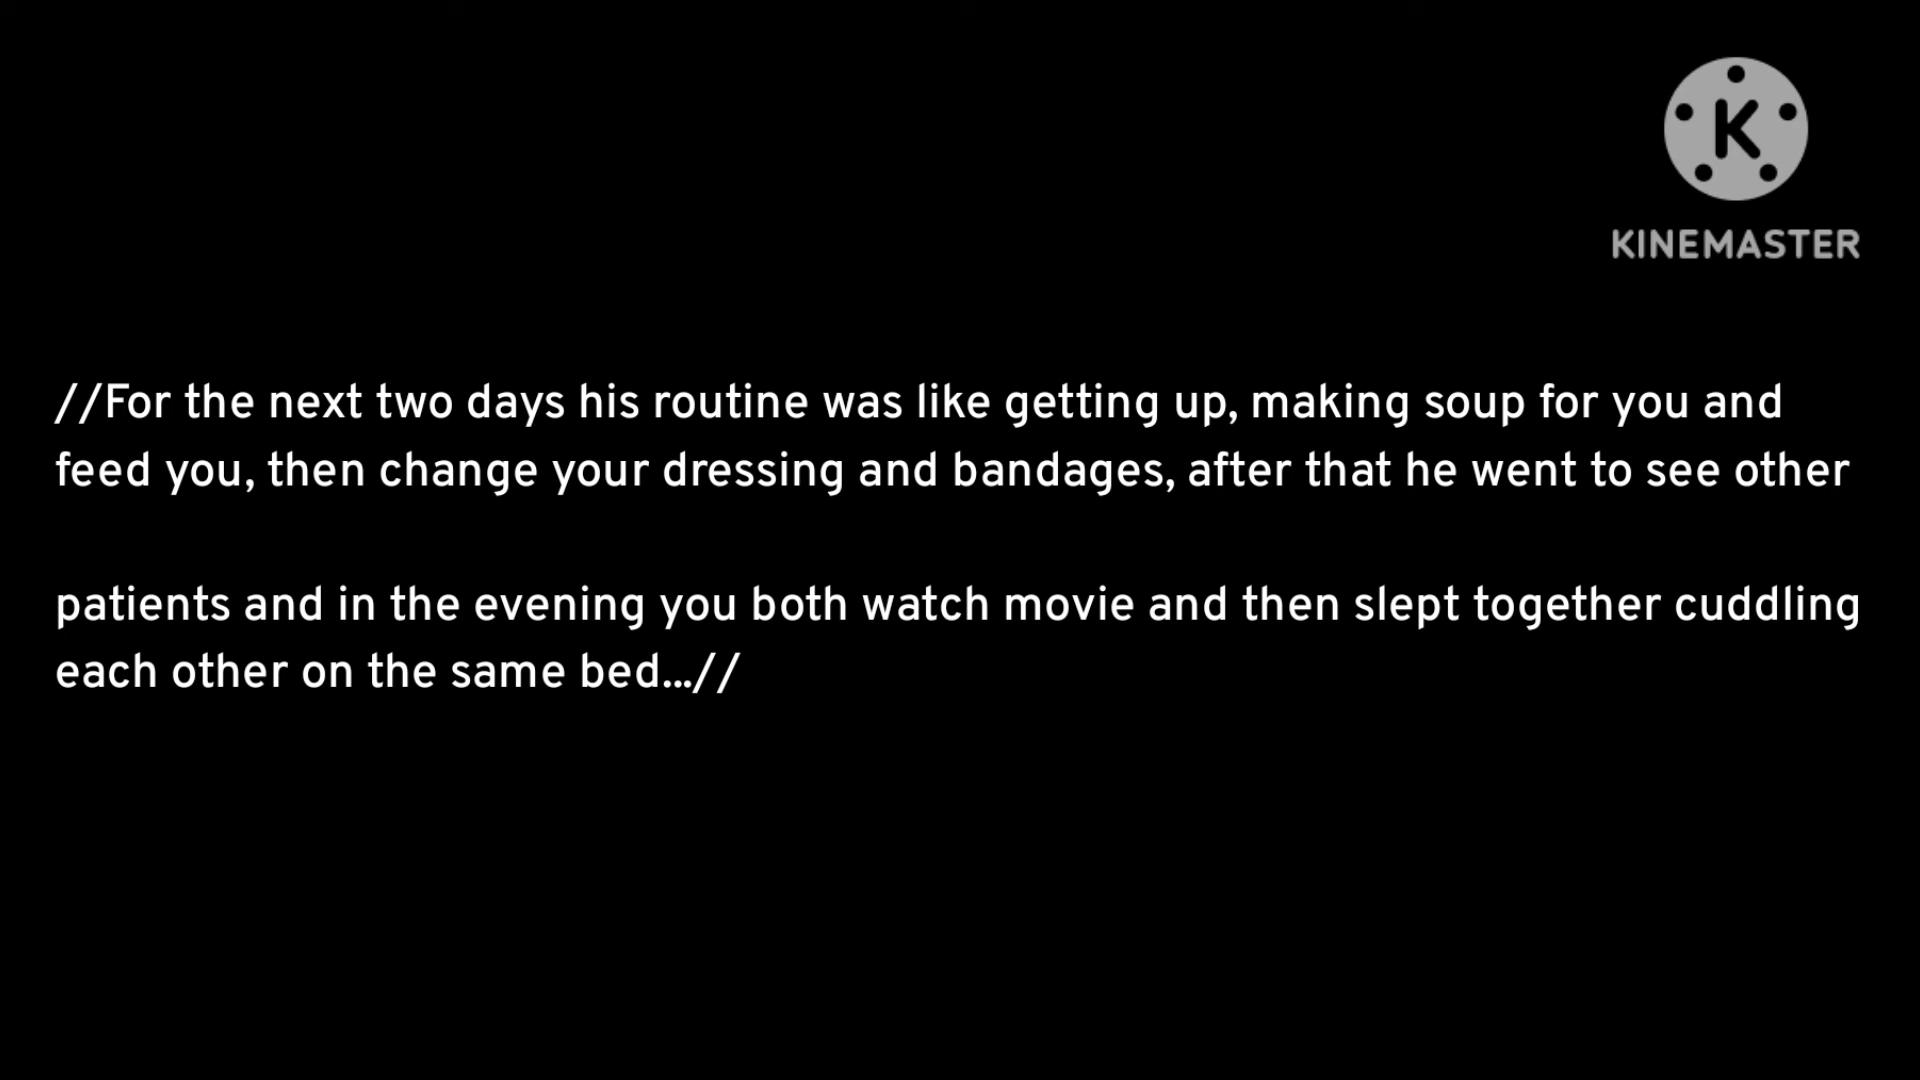 KINEMASTER
//For the next two days his routine was like getting up, making soup for you and
feed you, then change your dressing and bandages, after that he went to see other
patients and in the evening you both watch movie and then slept together cuddling
each other on the same bed...//